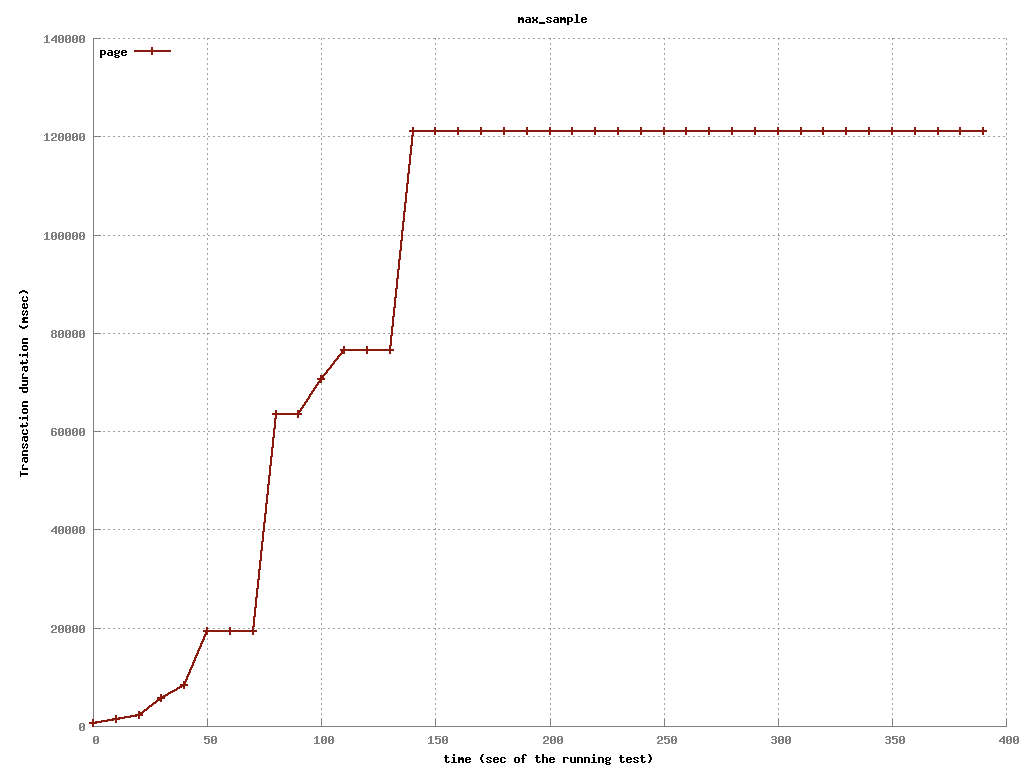 max_sample
page
140000
120000
100000
80000
60000
40000
20000
0
Transaction duration (msec)
0 50 100 150 200 250 300 350 400
time (sec of the running test)